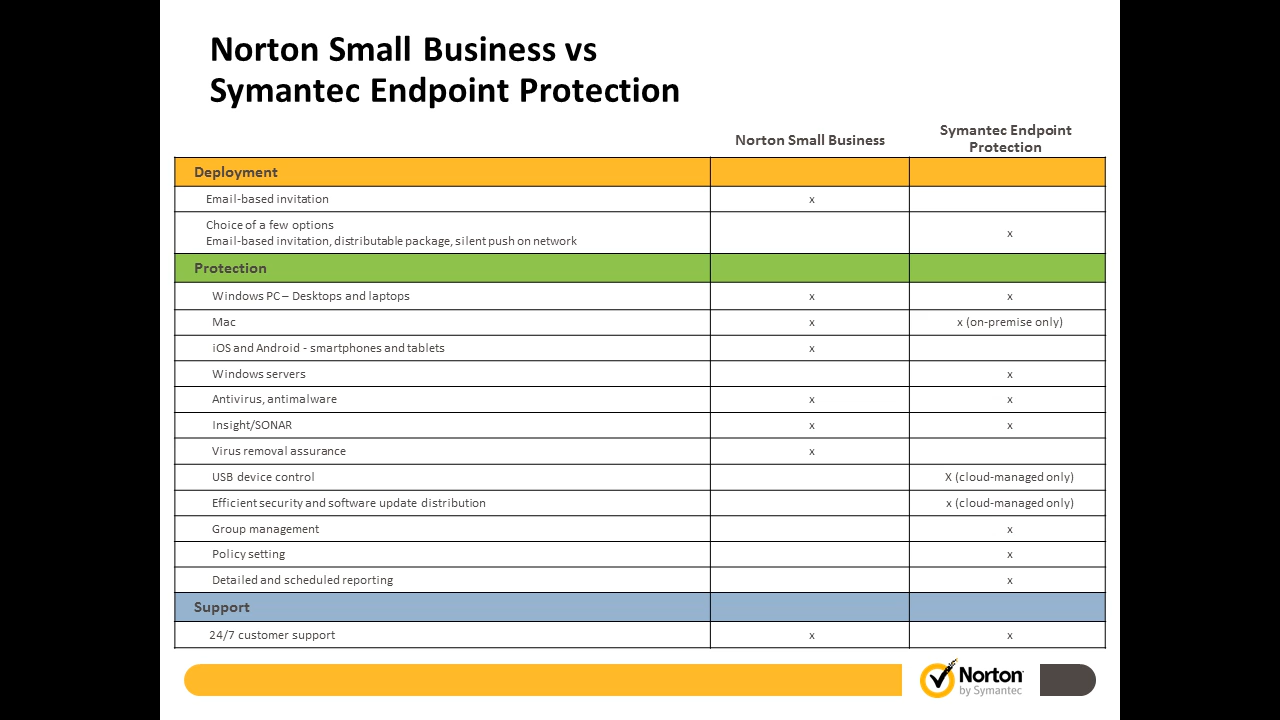 Norton Small Business vs
Symantec Endpoint Protection
Norton Small Business
Symantec Endpoint
Protection
Deployment
Email-based invitation x
Choice of a few options
Email-based invitation, distributable package, silent push on network x
Protection
Windows PC – Desktops and laptops x x
Mac x x (on-premise only)
iOS and Android - smartphones and tablets x
Windows servers x
Antivirus, antimalware x x
Insight/SONAR x x
Virus removal assurance x
USB device control X (cloud-managed only)
Efficient security and software update distribution x (cloud-managed only)
Group management x
Policy setting x
Detailed and scheduled reporting x
Support
24/7 customer support x x
Norton
by Symantec